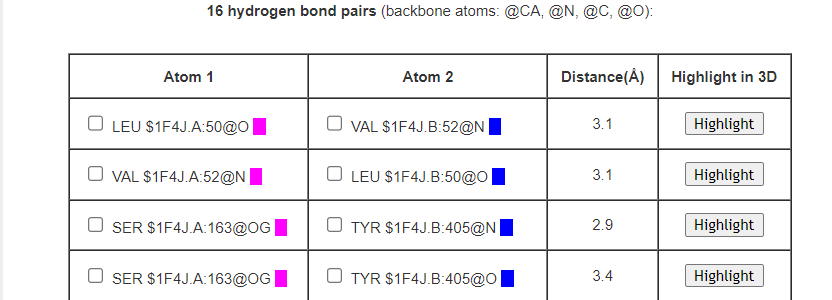 16 hydrogen bond pairs (backbone atoms: @CA, @N, @C, @O):
Atom 1 Atom 2 Distance(Å) Highlight in 3D
LEU $1F4J.A:50@O VAL $1F4J.B:52@N 3.1 Highlight
VAL $1F4J.A:52@N LEU $1F4J.B:50@O 3.1 Highlight
SER $1F4J.A:163@OG TYR $1F4J.B:405@N 2.9 Highlight
SER $1F4J.A:163@OG TYR $1F4J.B:405@O 3.4 Highlight